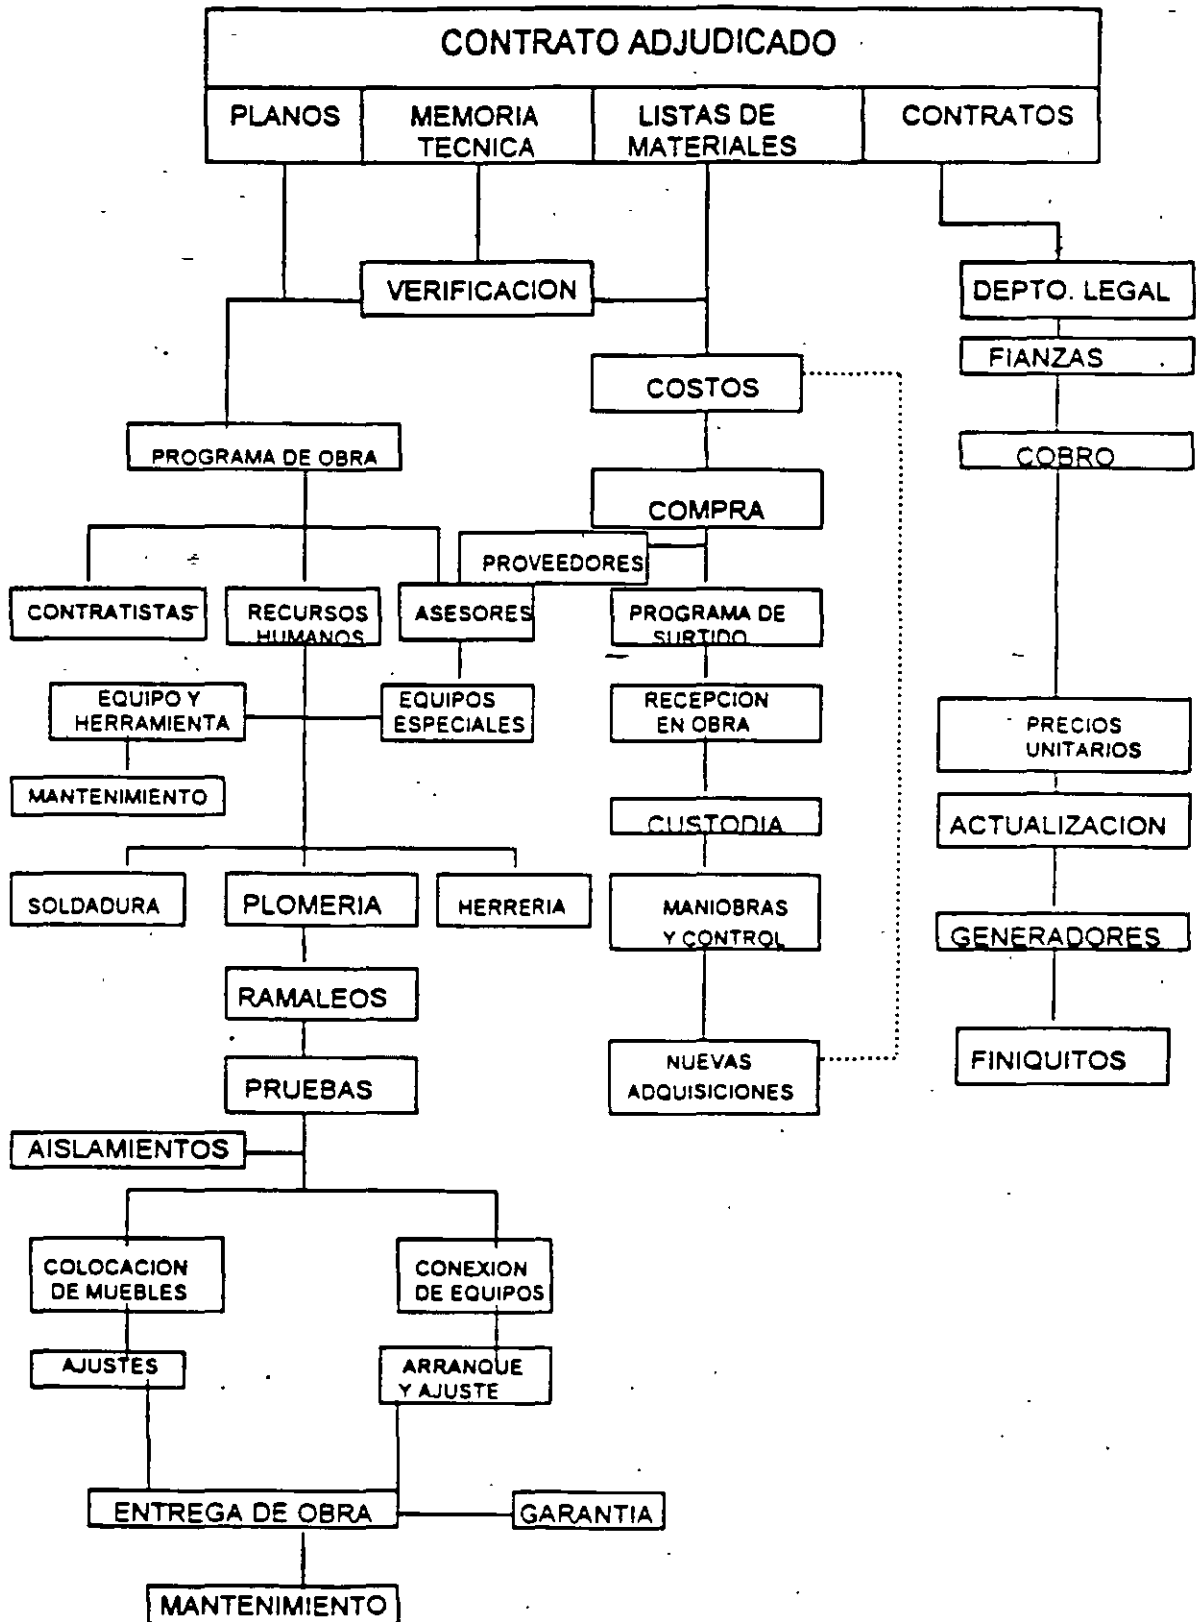 CONTRATO ADJUDICADO
PLANOS
MEMORIA
TECNICA
LISTAS DE
MATERIALES
CONTRATOS
VERIFICACION
DEPTO. LEGAL
FIANZAS
COSTOS
PROGRAMA DE OBRA
COBRO
COMPRA
PROVEEDORES
CONTRATISTAS
RECURSOS
HUMANOS
ASESORES
PROGRAMA DE
SURTIDO
EQUIPO Y
HERRAMIENTA
EQUIPOS
ESPECIALES
RECEPCION
EN OBRA
PRECIOS
UNITARIOS
MANTENIMIENTO
CUSTODIA
ACTUALIZACION
SOLDADURA
PLOMERIA
HERRERIA
MANIOBRAS
Y CONTROL
GENERADORES
RAMALEOS
PRUEBAS
NUEVAS
ADQUISICIONES
FINIQUITOS
AISLAMIENTOS
COLOCACION
DE MUEBLES
CONEXION
DE EQUIPOS
AJUSTES
ARRANQUE
Y AJUSTE
ENTREGA DE OBRA
GARANTIA
MANTENIMIENTO